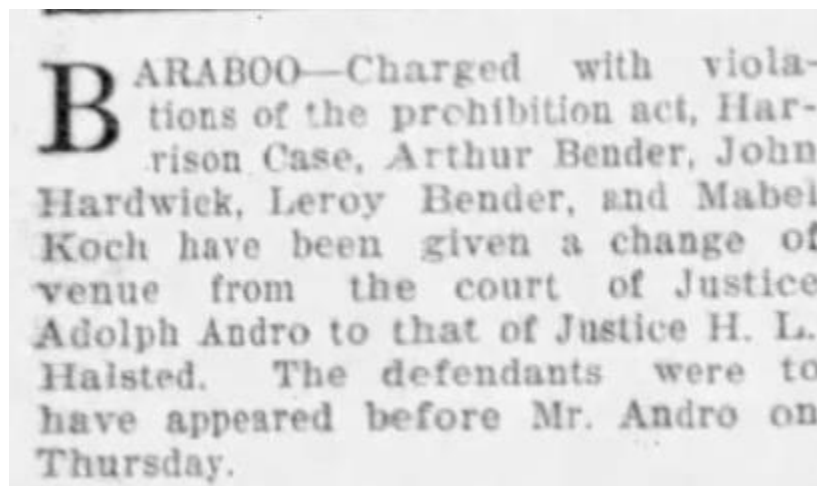 BARABOO—Charged with viola-
tions of the prohibition act, Har-
rison Case, Arthur Bender, John
Hardwick, Leroy Bender, and Mabel
Koch have been given a change of
venue from the court of Justice
Adolph Andro to that of Justice H. L.
Halsted. The defendants were to
have appeared before Mr. Andro on
Thursday.